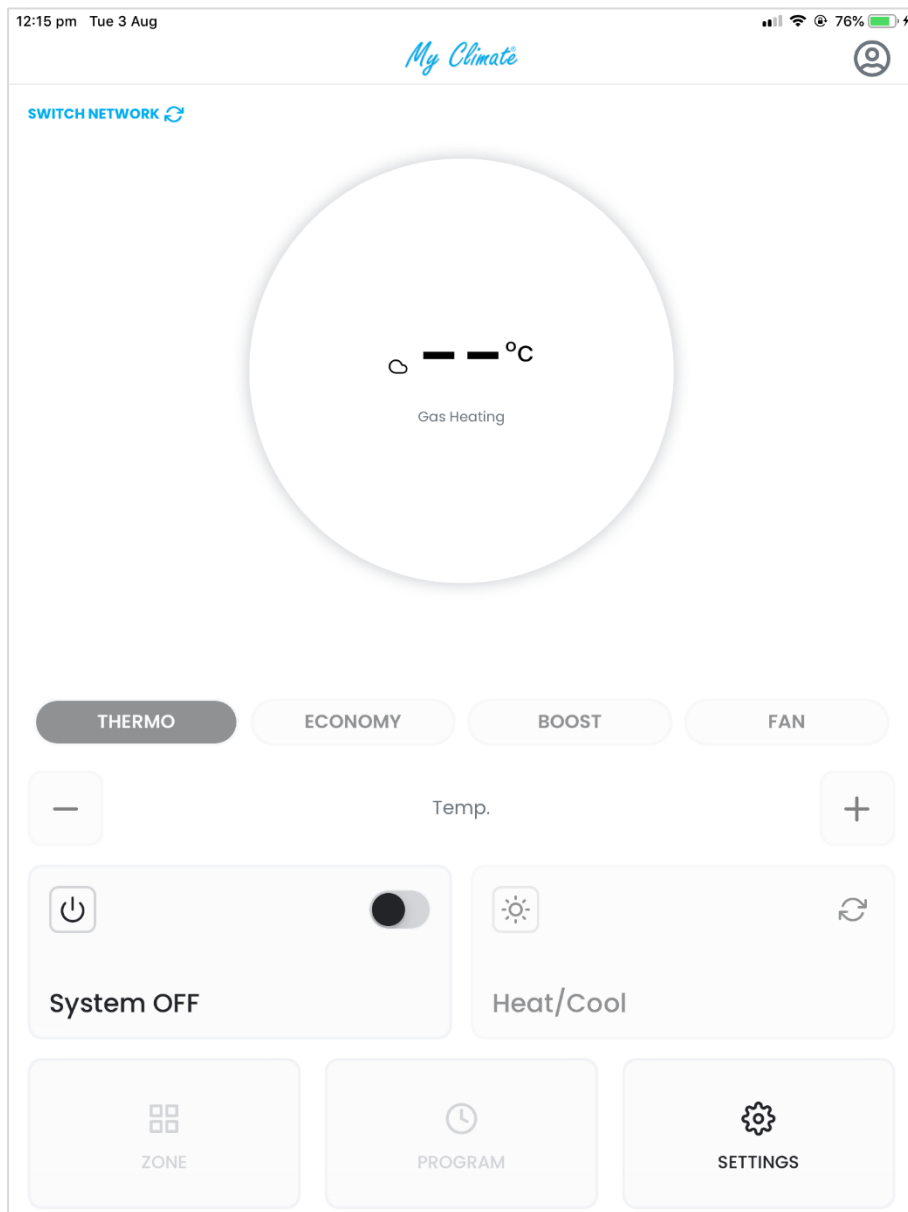 12:15 pm Tue 3 Aug 76%
My Climate®
SWITCH NETWORK
-- °C
Gas Heating
THERMO ECONOMY BOOST FAN
− Temp. +
System OFF Heat/Cool
ZONE PROGRAM SETTINGS